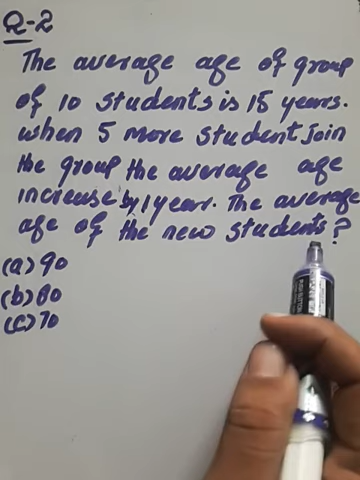 Q-2
The average age of group
of 10 students is 15 years.
when 5 more student join
the group the average age
increase by 1 year. The average
age of the new students?
(a) 90
(b) 80
(c) 70